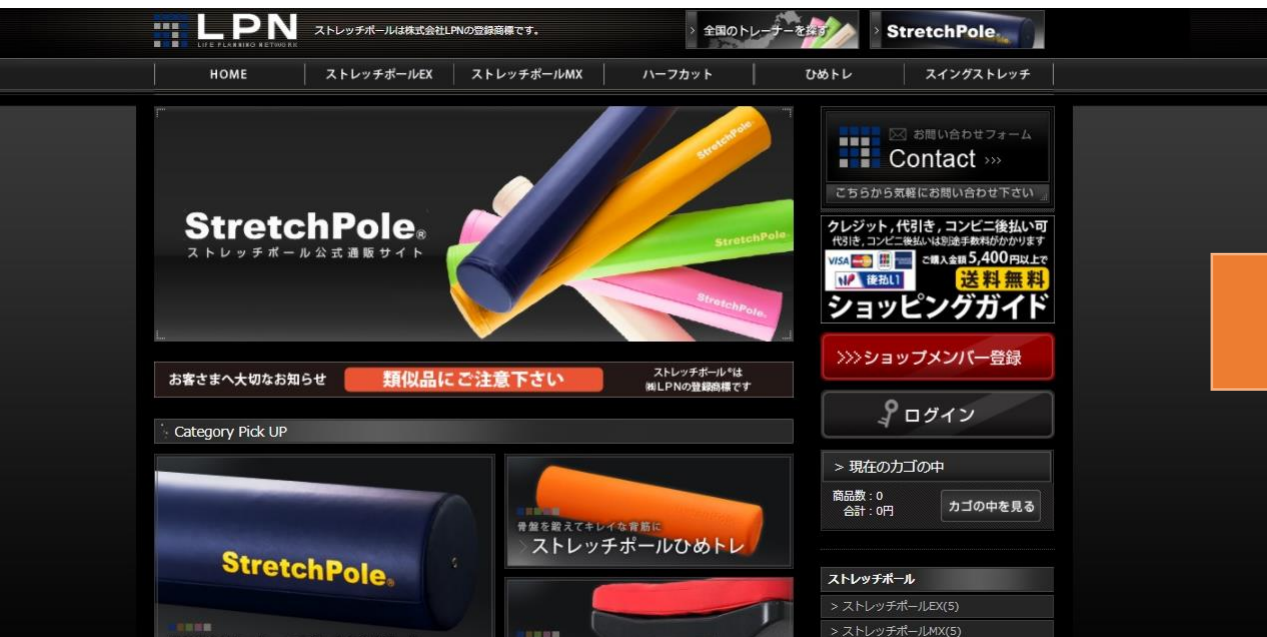 LPN
LIFE PLANNING NETWORK
ストレッチポールは株式会社LPNの登録商標です。
> 全国のトレーナーを探す
> StretchPole
HOME
ストレッチポールEX
ストレッチポールMX
ハーフカット
ひめトレ
スイングストレッチ
StretchPole®
ストレッチポール公式通販サイト
StretchPole
StretchPole
StretchPole
お問い合わせフォーム
Contact >>>
こちらから気軽にお問い合わせ下さい
クレジット,代引き,コンビニ後払い可
代引き,コンビニ後払いは別途手数料がかかります
VISA
ご購入金額5,400円以上で
後払い
送料無料
ショッピングガイド
お客さまへ大切なお知らせ
類似品にご注意下さい
ストレッチポール®は
㈱LPNの登録商標です
>>>ショップメンバー登録
ログイン
Category Pick UP
StretchPole®
骨盤を鍛えてキレイな背筋に
> ストレッチポールひめトレ
> 現在のカゴの中
商品数：0
合計：0円
カゴの中を見る
ストレッチポール
> ストレッチポールEX(5)
> ストレッチポールMX(5)